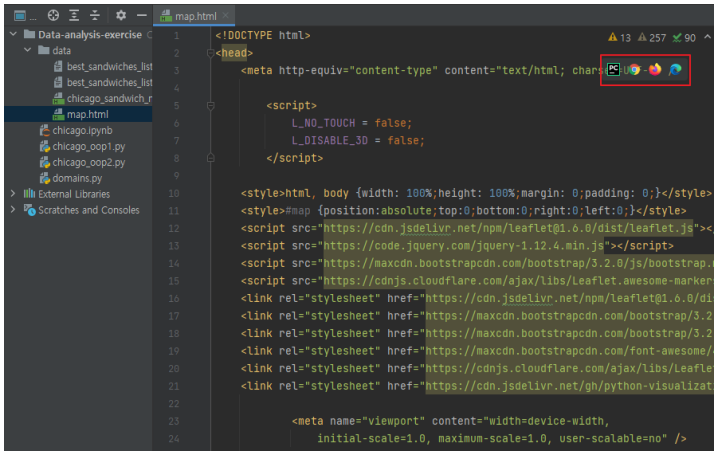 map.html
Data-analysis-exercise
data
best_sandwiches_list
best_sandwiches_list
chicago_sandwich_m
map.html
chicago.ipynb
chicago_oop1.py
chicago_oop2.py
domains.py
External Libraries
Scratches and Consoles
13 257 90
1 <!DOCTYPE html>
2 <head>
3 <meta http-equiv="content-type" content="text/html;
4
5 <script>
6 L_NO_TOUCH = false;
7 L_DISABLE_3D = false;
8 </script>
9
10 <style>html, body {width: 100%;height: 100%;margin: 0;padding: 0;}</style>
11 <style>#map {position:absolute;top:0;bottom:0;right:0;left:0;}</style>
12 <script src="https://cdn.jsdelivr.net/npm/leaflet@1.6.0/dist/leaflet.js"><
13 <script src="https://code.jquery.com/jquery-1.12.4.min.js"></script>
14 <script src="https://maxcdn.bootstrapcdn.com/bootstrap/3.2.0/js/bootstrap.
15 <script src="https://cdnjs.cloudflare.com/ajax/libs/Leaflet.awesome-marker
16 <link rel="stylesheet" href="https://cdn.jsdelivr.net/npm/leaflet@1.6.0/di
17 <link rel="stylesheet" href="https://maxcdn.bootstrapcdn.com/bootstrap/3.2
18 <link rel="stylesheet" href="https://maxcdn.bootstrapcdn.com/bootstrap/3.2
19 <link rel="stylesheet" href="https://maxcdn.bootstrapcdn.com/font-awesome/
20 <link rel="stylesheet" href="https://cdnjs.cloudflare.com/ajax/libs/Leafle
21 <link rel="stylesheet" href="https://cdn.jsdelivr.net/gh/python-visualizat
22
23 <meta name="viewport" content="width=device-width,
24 initial-scale=1.0, maximum-scale=1.0, user-scalable=no" />